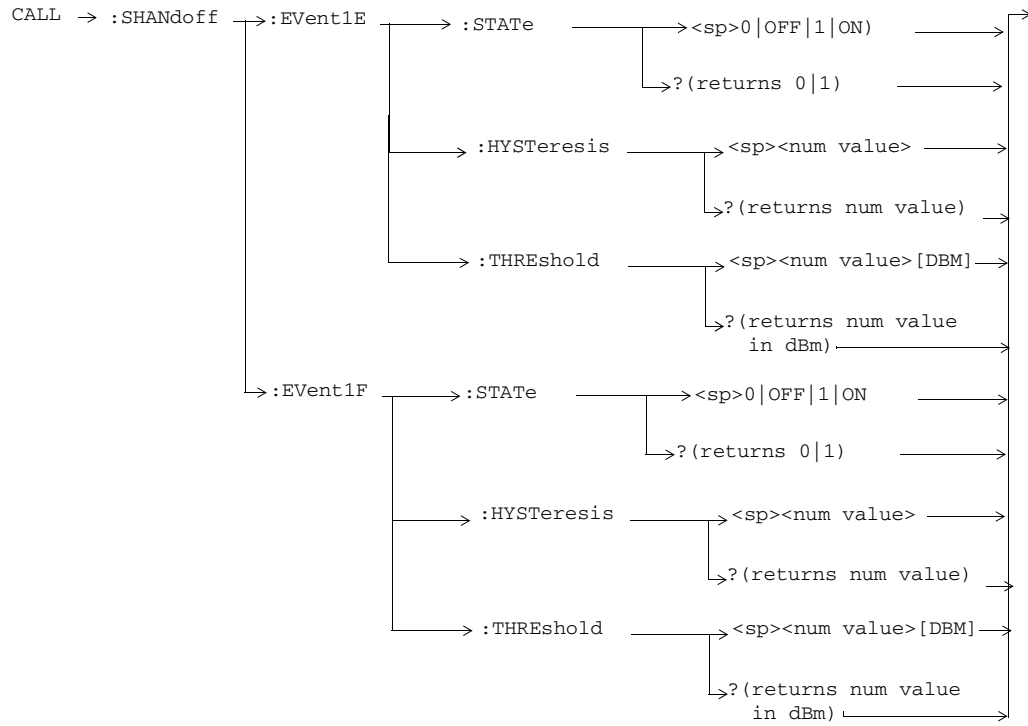 CALL :SHANdoff :EVent1E :STATe <sp>0|OFF|1|ON)
?(returns 0|1)
:HYSTeresis <sp><num value>
?(returns num value)
:THREshold <sp><num value>[DBM]
?(returns num value
in dBm)
:EVent1F :STATe <sp>0|OFF|1|ON
?(returns 0|1)
:HYSTeresis <sp><num value>
?(returns num value)
:THREshold <sp><num value>[DBM]
?(returns num value
in dBm)